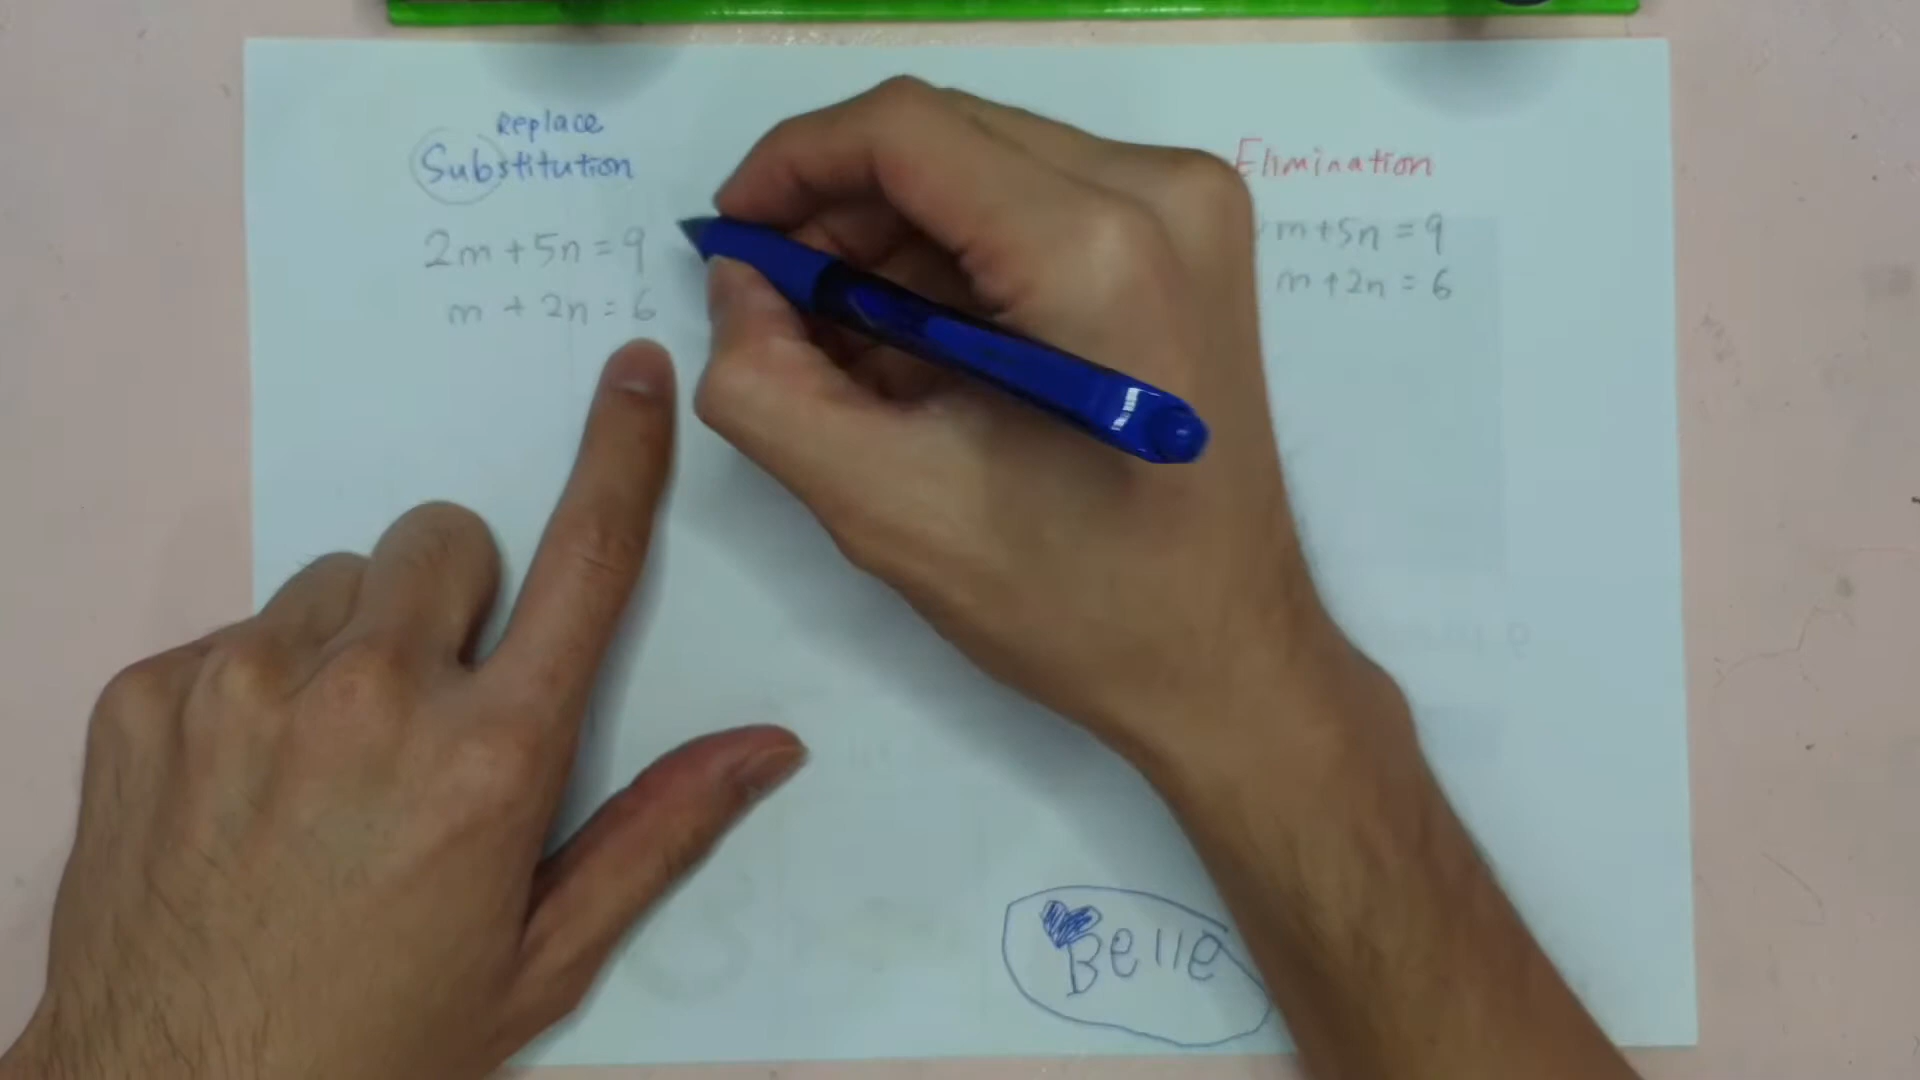 Replace
Substitution
2m + 5n = 9
m + 2n = 6
Elimination
m + 5n = 9
m + 2n = 6
Belle